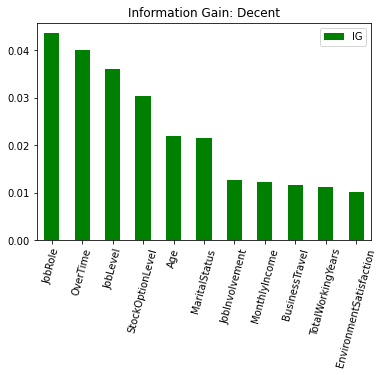 Information Gain: Decent
IG
0.04
0.03
0.02
0.01
0.00
JobRole
OverTime
JobLevel
StockOptionLevel
Age
MaritalStatus
JobInvolvement
MonthlyIncome
BusinessTravel
TotalWorkingYears
EnvironmentSatisfaction